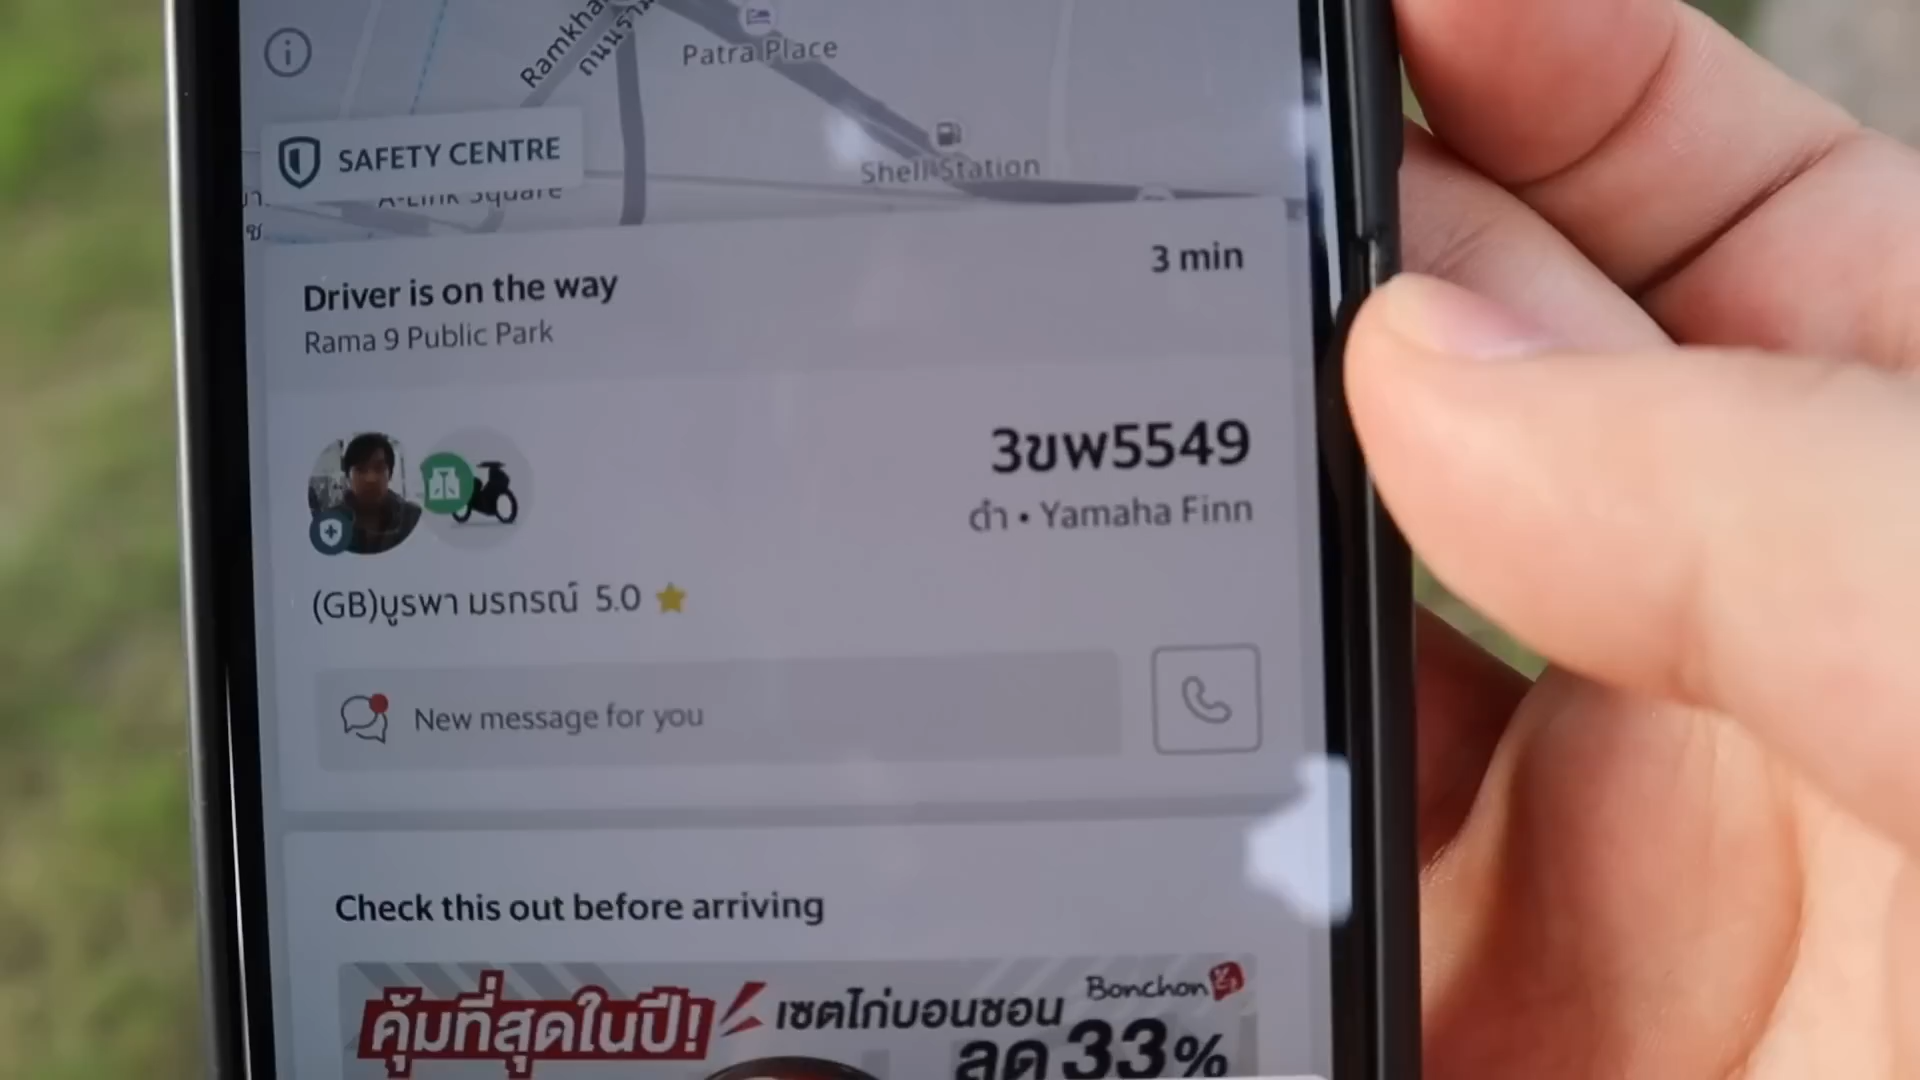 Patra Place
ถนนราม
SAFETY CENTRE
Shell Station
A-Link Square
3 min
Driver is on the way
Rama 9 Public Park
3ขพ5549
ดำ • Yamaha Finn
(GB)บูรพา มรกรณ์ 5.0
New message for you
Check this out before arriving
คุ้มที่สุดในปี!
เซตไก่บอนชอน
Bonchon
ลด 33%